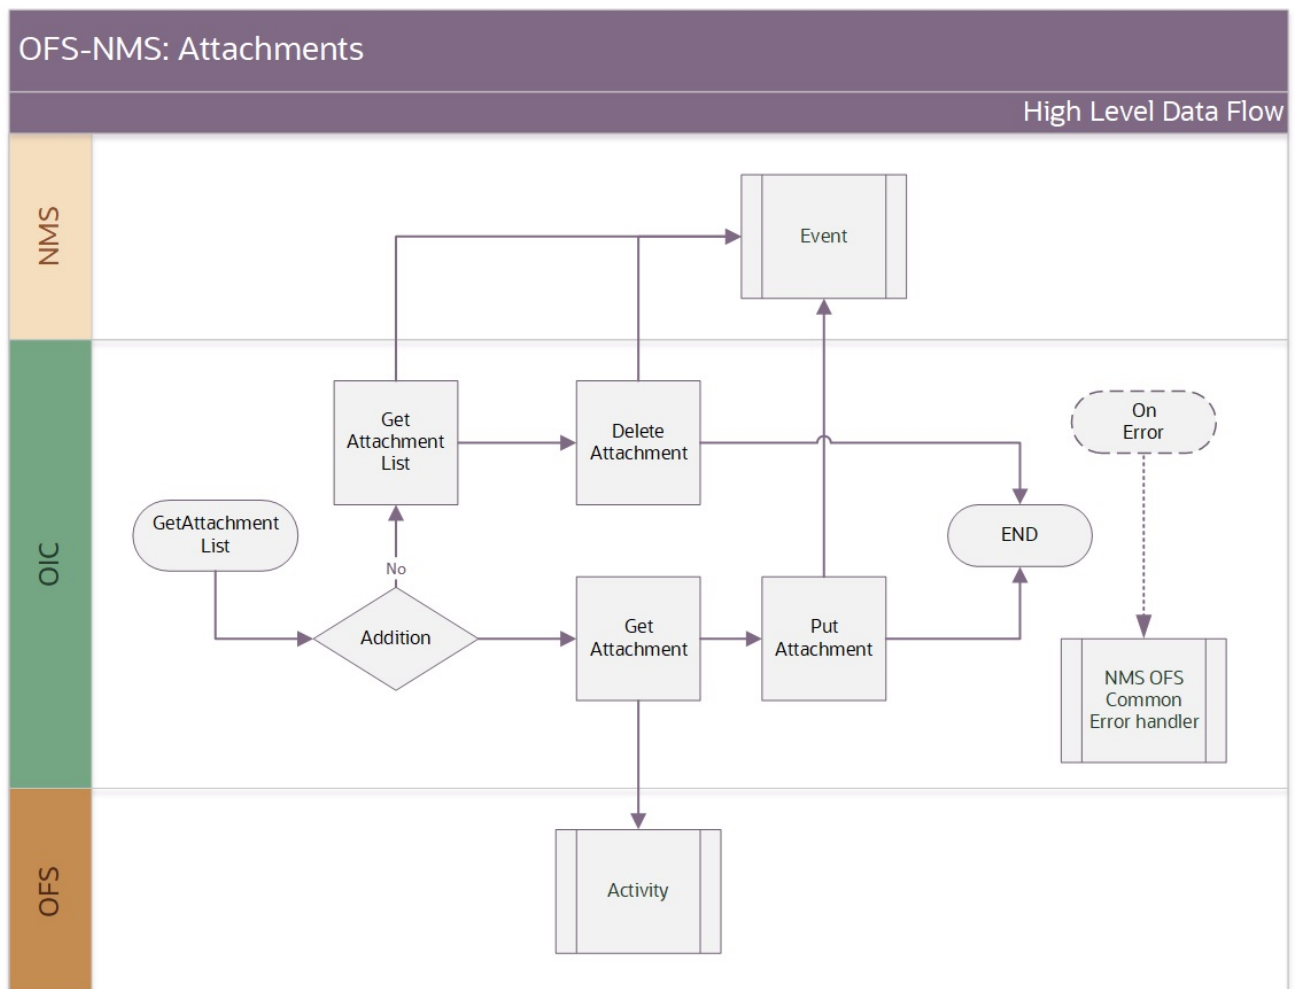 OFS-NMS: Attachments
High Level Data Flow
NMS
Event
OIC
Get
Attachment
List
Delete
Attachment
On
Error
GetAttachment
List
END
No
Addition
Get
Attachment
Put
Attachment
NMS OFS
Common
Error handler
OFS
Activity